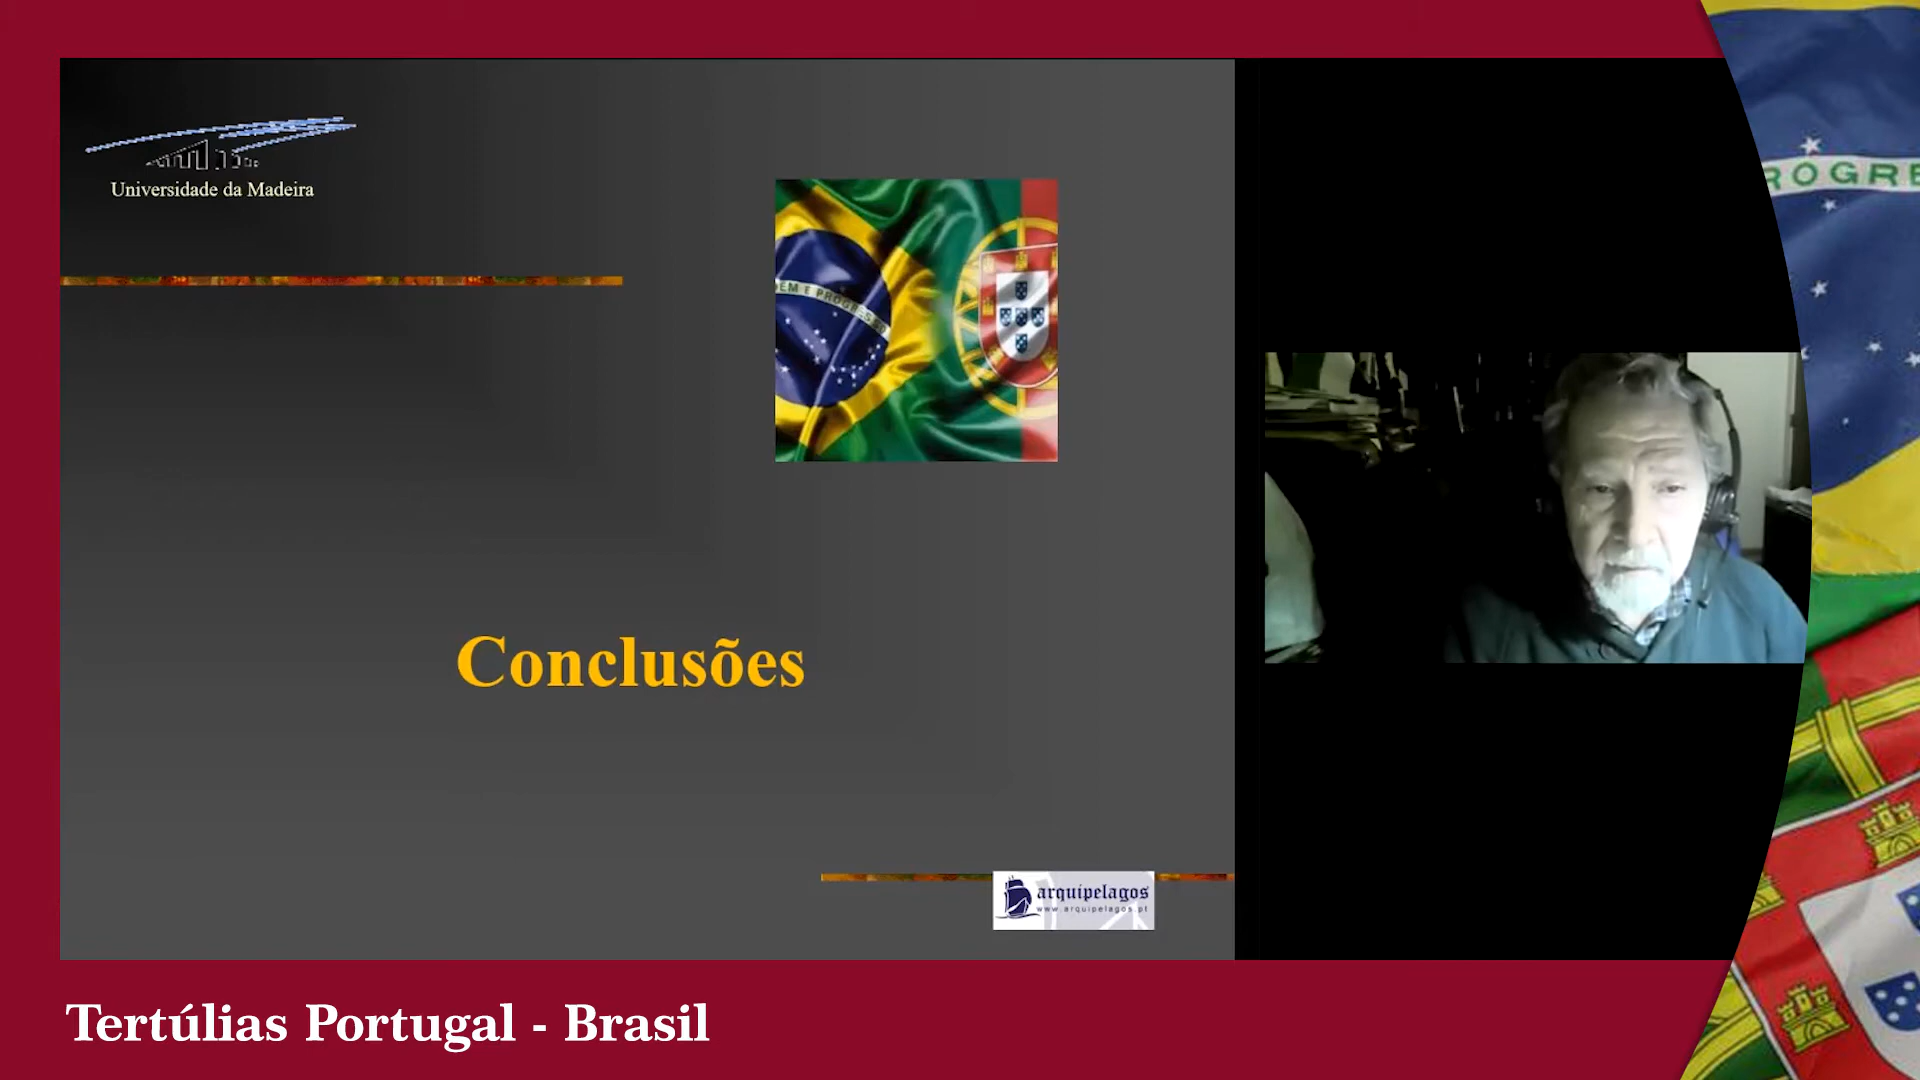 Universidade da Madeira
EM E PROGRESSO
ROGRE
Conclusões
arquipelagos
www.arquipelagos.pt
Tertúlias Portugal - Brasil